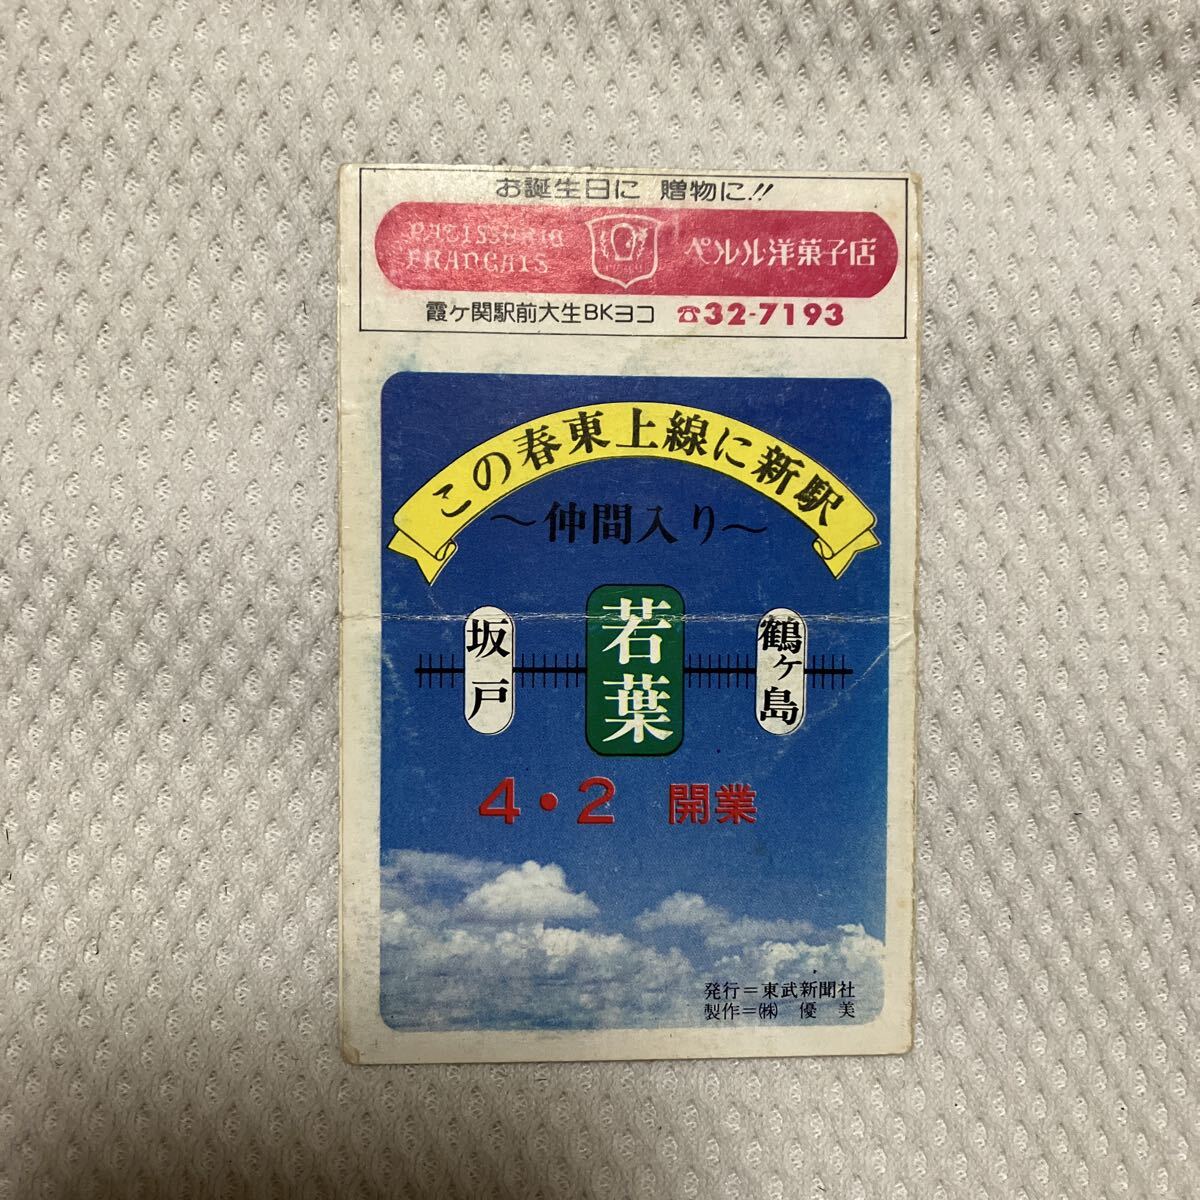 お誕生日に 贈物に!!
PATISSERIE
FRANCAIS
ペルル洋菓子店
霞ヶ関駅前大生BKヨコ ☎32-7193
この春東上線に新駅
〜仲間入り〜
坂戸
若葉
鶴ヶ島
4・2 開業
発行=東武新聞社
製作=㈱ 優 美